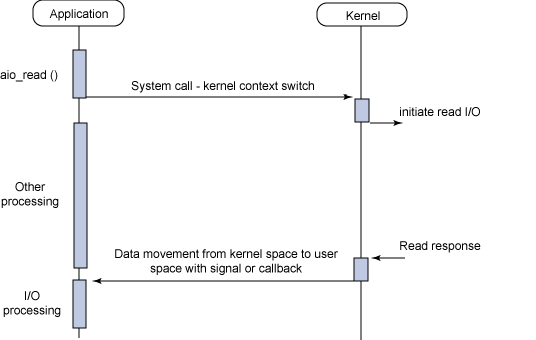 Application
Kernel
aio_read ()
System call - kernel context switch
initiate read I/O
Other
processing
Read response
Data movement from kernel space to user
space with signal or callback
I/O
processing